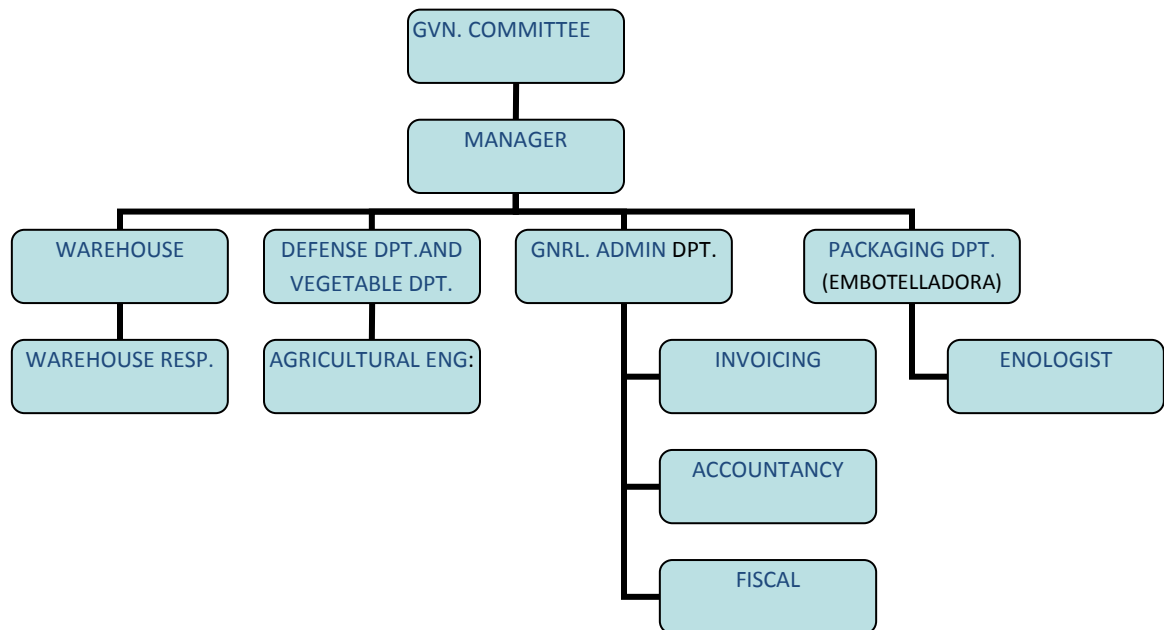 GVN. COMMITTEE
MANAGER
WAREHOUSE
DEFENSE DPT.AND
VEGETABLE DPT.
GNRL. ADMIN DPT.
PACKAGING DPT.
(EMBOTELLADORA)
WAREHOUSE RESP.
AGRICULTURAL ENG:
INVOICING
ENOLOGIST
ACCOUNTANCY
FISCAL